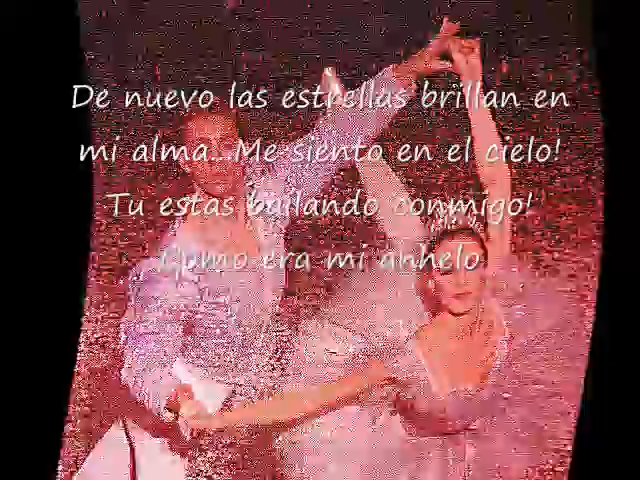 De nuevo las estrellas brillan en
mi alma...Me siento en el cielo!
Tu estas bailando conmigo!
Como era mi anhelo